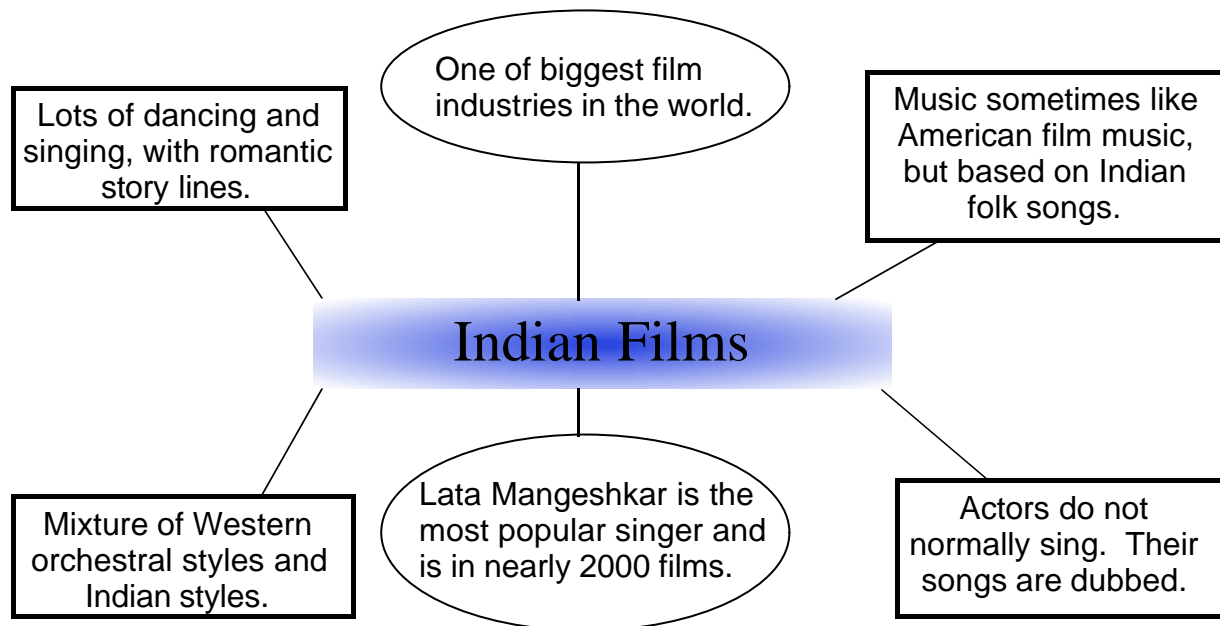 One of biggest film
industries in the world.
Lots of dancing and
singing, with romantic
story lines.
Music sometimes like
American film music,
but based on Indian
folk songs.
Indian Films
Mixture of Western
orchestral styles and
Indian styles.
Lata Mangeshkar is the
most popular singer and
is in nearly 2000 films.
Actors do not
normally sing.  Their
songs are dubbed.